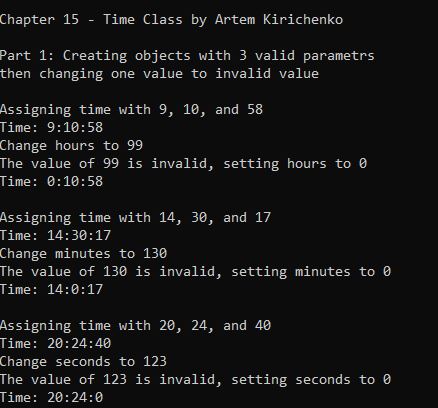 Chapter 15 - Time Class by Artem Kirichenko
Part 1: Creating objects with 3 valid parametrs
then changing one value to invalid value
Assigning time with 9, 10, and 58
Time: 9:10:58
Change hours to 99
The value of 99 is invalid, setting hours to 0
Time: 0:10:58
Assigning time with 14, 30, and 17
Time: 14:30:17
Change minutes to 130
The value of 130 is invalid, setting minutes to 0
Time: 14:0:17
Assigning time with 20, 24, and 40
Time: 20:24:40
Change seconds to 123
The value of 123 is invalid, setting seconds to 0
Time: 20:24:0